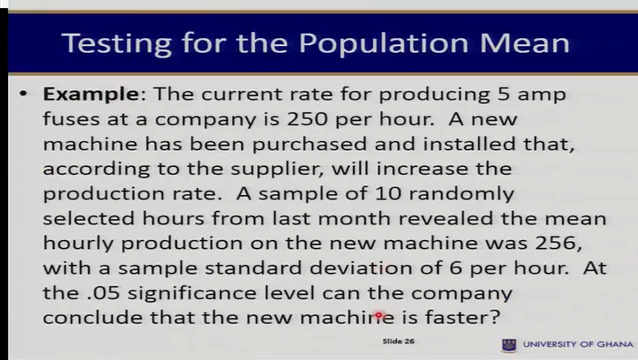 Testing for the Population Mean
• Example: The current rate for producing 5 amp
fuses at a company is 250 per hour. A new
machine has been purchased and installed that,
according to the supplier, will increase the
production rate. A sample of 10 randomly
selected hours from last month revealed the mean
hourly production on the new machine was 256,
with a sample standard deviation of 6 per hour. At
the .05 significance level can the company
conclude that the new machine is faster?
Slide 26
UNIVERSITY OF GHANA